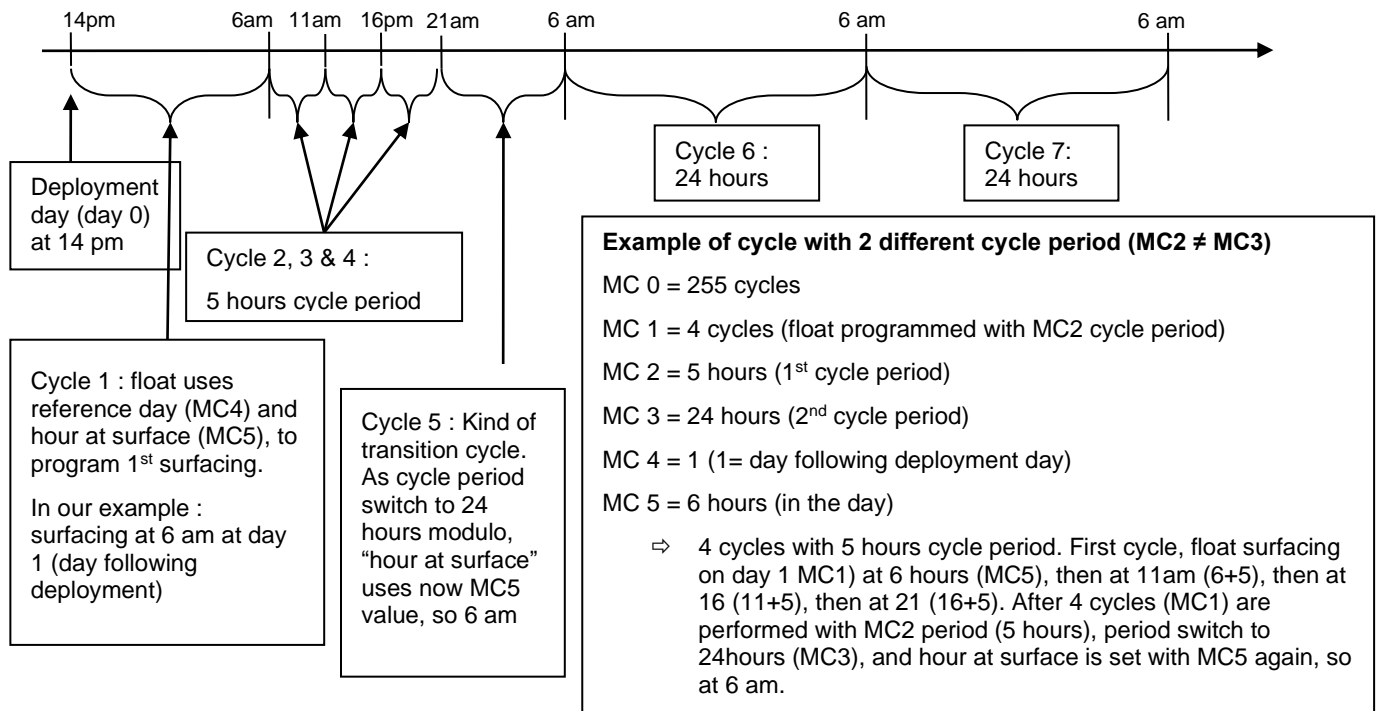 14pm 6am 11am 16pm 21am 6 am 6 am 6 am
Cycle 6 :
24 hours
Cycle 7:
24 hours
Deployment
day (day 0)
at 14 pm
Cycle 2, 3 & 4 :
5 hours cycle period
Cycle 1 : float uses
reference day (MC4) and
hour at surface (MC5), to
program 1st surfacing.
In our example :
surfacing at 6 am at day
1 (day following
deployment)
Cycle 5 : Kind of
transition cycle.
As cycle period
switch to 24
hours modulo,
“hour at surface”
uses now MC5
value, so 6 am
Example of cycle with 2 different cycle period (MC2 ≠ MC3)
MC 0 = 255 cycles
MC 1 = 4 cycles (float programmed with MC2 cycle period)
MC 2 = 5 hours (1st cycle period)
MC 3 = 24 hours (2nd cycle period)
MC 4 = 1 (1= day following deployment day)
MC 5 = 6 hours (in the day)
⇨ 4 cycles with 5 hours cycle period. First cycle, float surfacing
on day 1 MC1) at 6 hours (MC5), then at 11am (6+5), then at
16 (11+5), then at 21 (16+5). After 4 cycles (MC1) are
performed with MC2 period (5 hours), period switch to
24hours (MC3), and hour at surface is set with MC5 again, so
at 6 am.